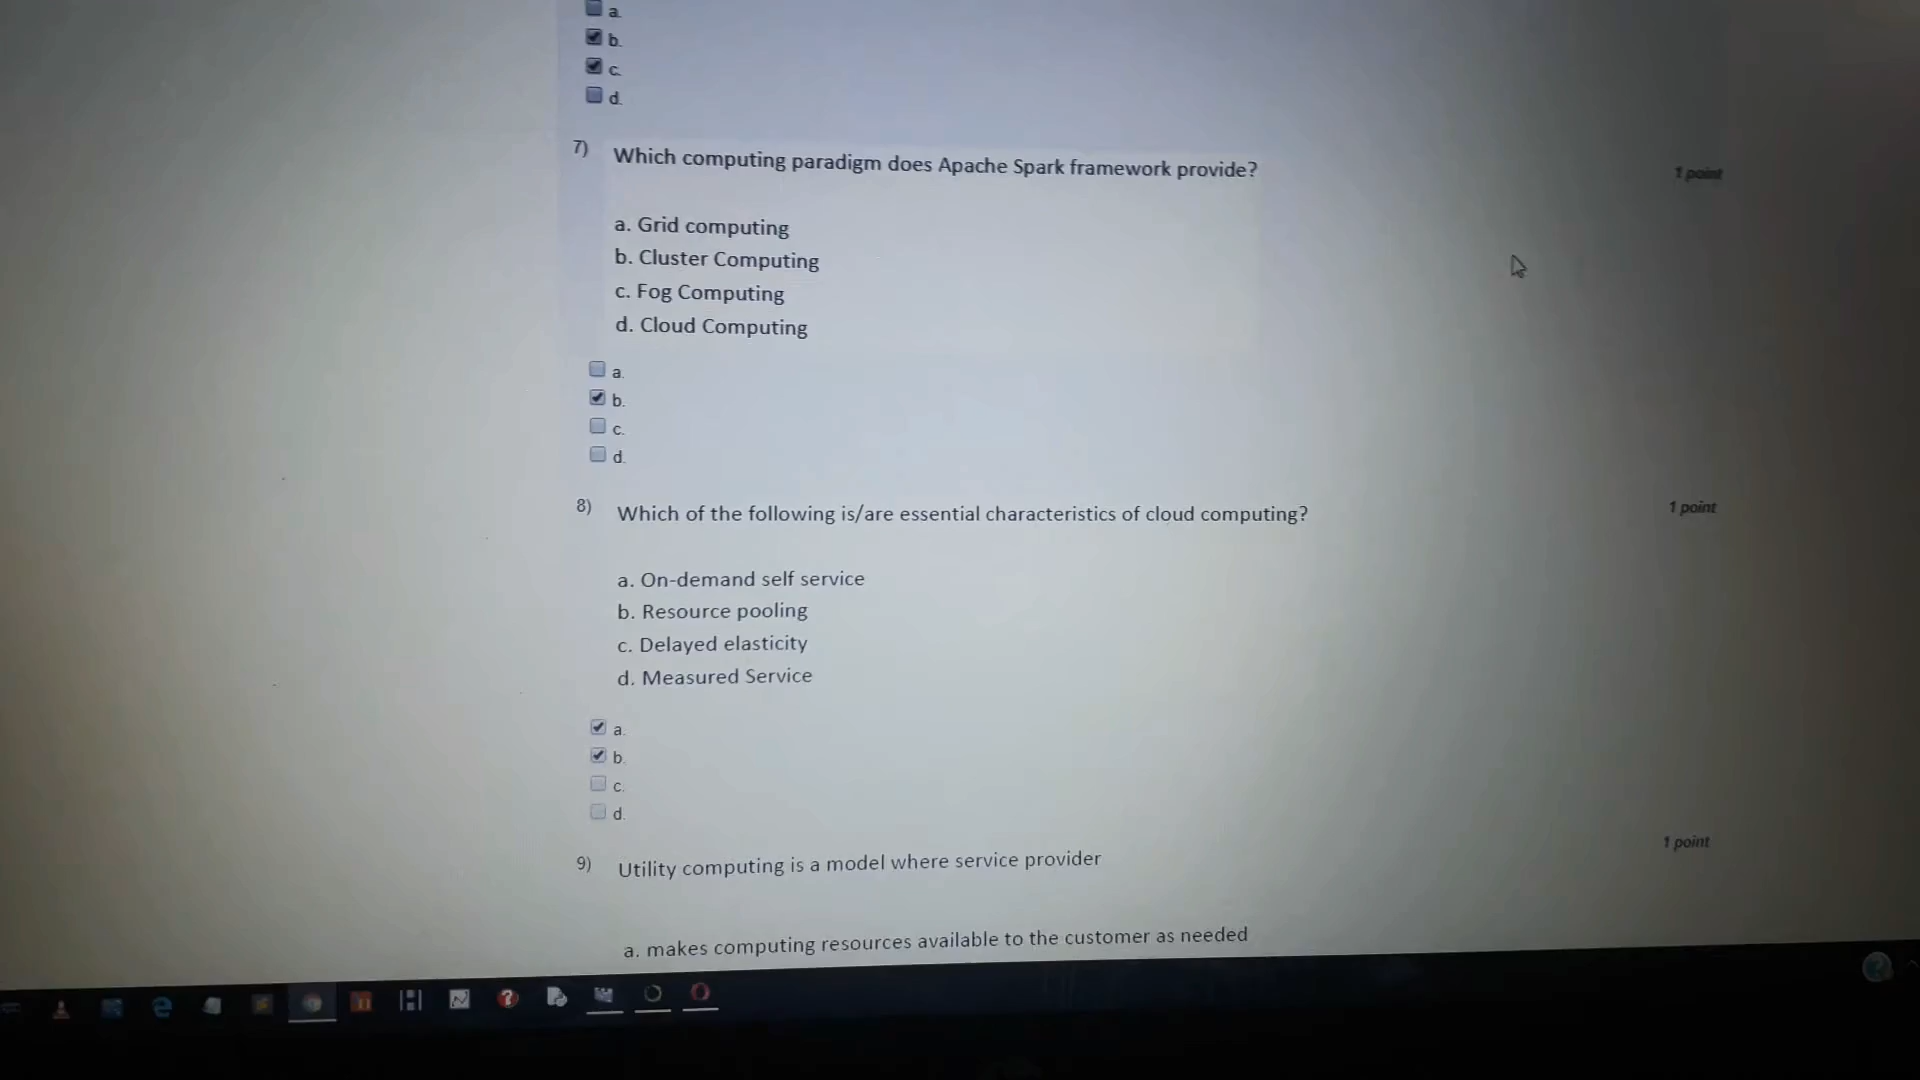 a.
b.
c.
d.
7) Which computing paradigm does Apache Spark framework provide?
1 point
a. Grid computing
b. Cluster Computing
c. Fog Computing
d. Cloud Computing
a.
b.
c.
d.
8) Which of the following is/are essential characteristics of cloud computing?
1 point
a. On-demand self service
b. Resource pooling
c. Delayed elasticity
d. Measured Service
a.
b.
c.
d.
9) Utility computing is a model where service provider
1 point
a. makes computing resources available to the customer as needed